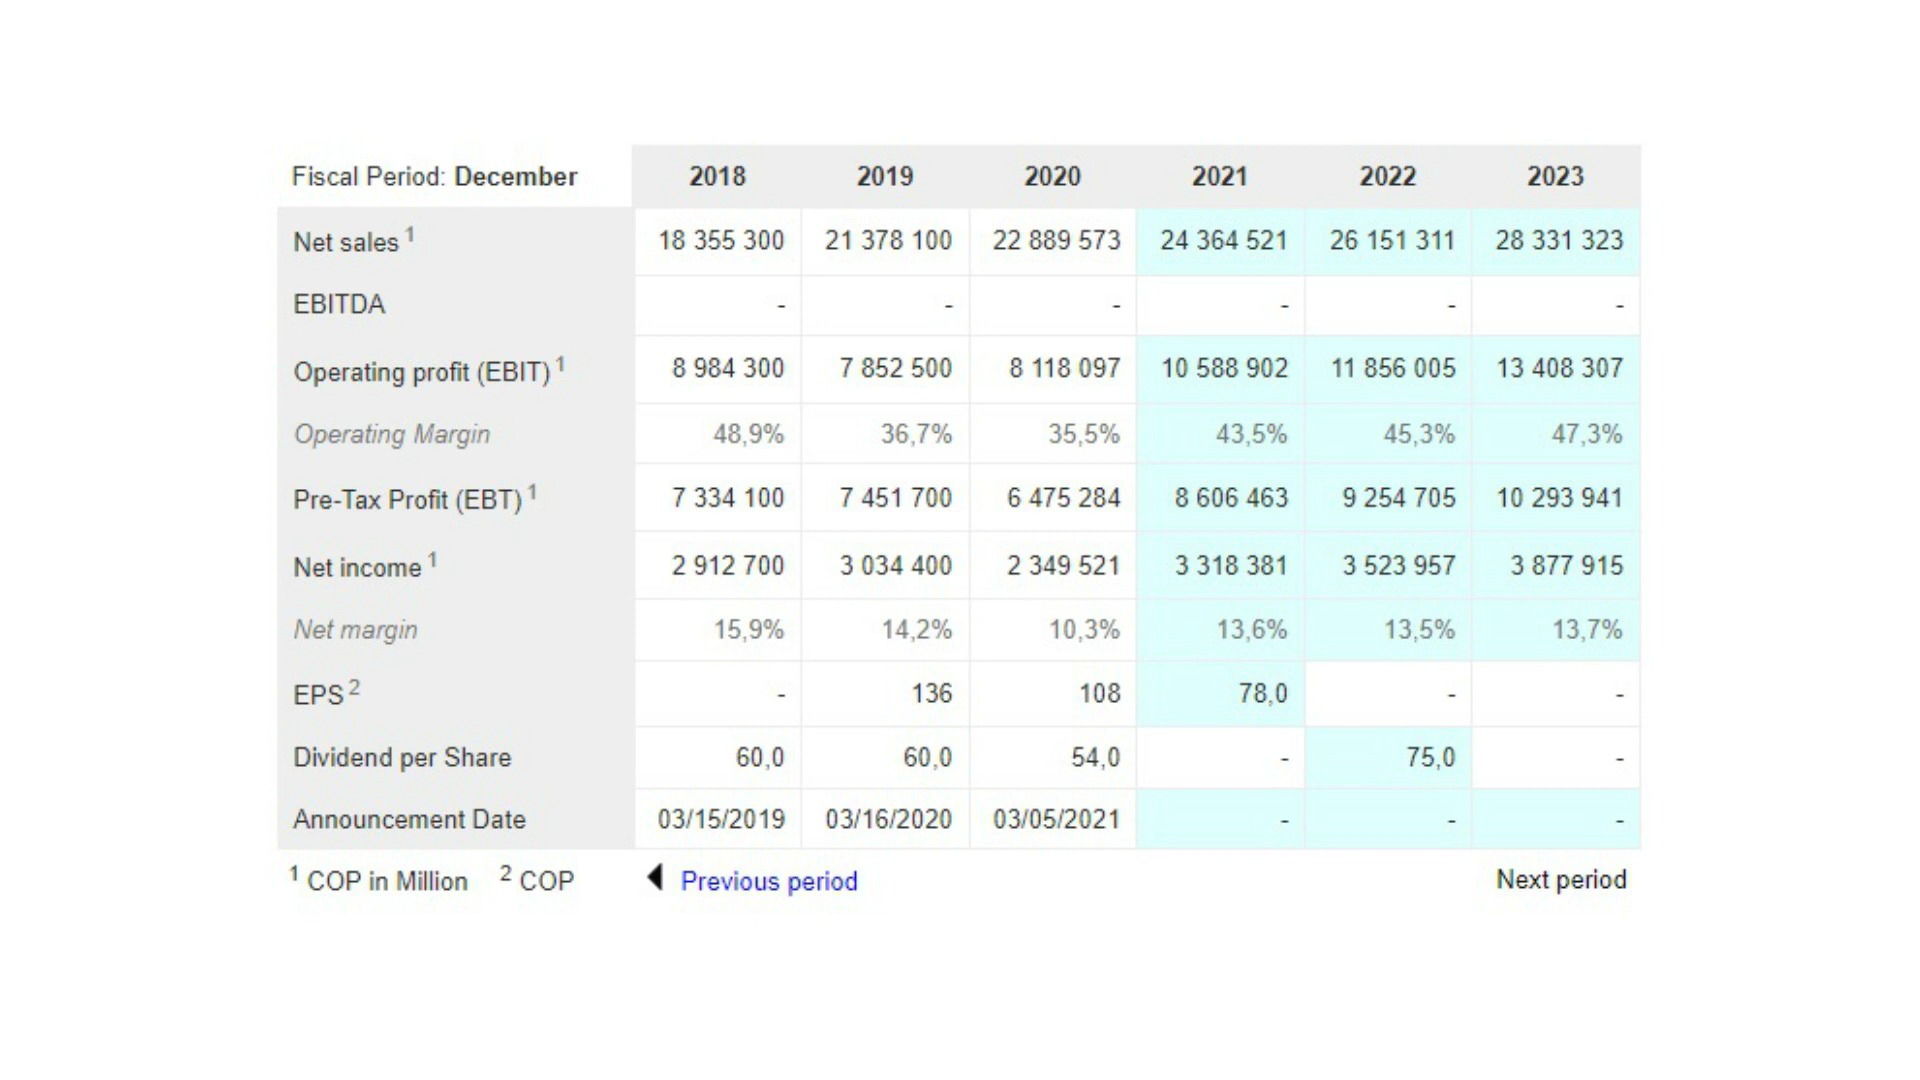 Fiscal Period: December 2018 2019 2020 2021 2022 2023
Net sales 1 18 355 300 21 378 100 22 889 573 24 364 521 26 151 311 28 331 323
EBITDA - - - - - -
Operating profit (EBIT) 1 8 984 300 7 852 500 8 118 097 10 588 902 11 856 005 13 408 307
Operating Margin 48,9% 36,7% 35,5% 43,5% 45,3% 47,3%
Pre-Tax Profit (EBT) 1 7 334 100 7 451 700 6 475 284 8 606 463 9 254 705 10 293 941
Net income 1 2 912 700 3 034 400 2 349 521 3 318 381 3 523 957 3 877 915
Net margin 15,9% 14,2% 10,3% 13,6% 13,5% 13,7%
EPS 2 - 136 108 78,0 - -
Dividend per Share 60,0 60,0 54,0 - 75,0 -
Announcement Date 03/15/2019 03/16/2020 03/05/2021 - - -
1 COP in Million 2 COP Previous period Next period